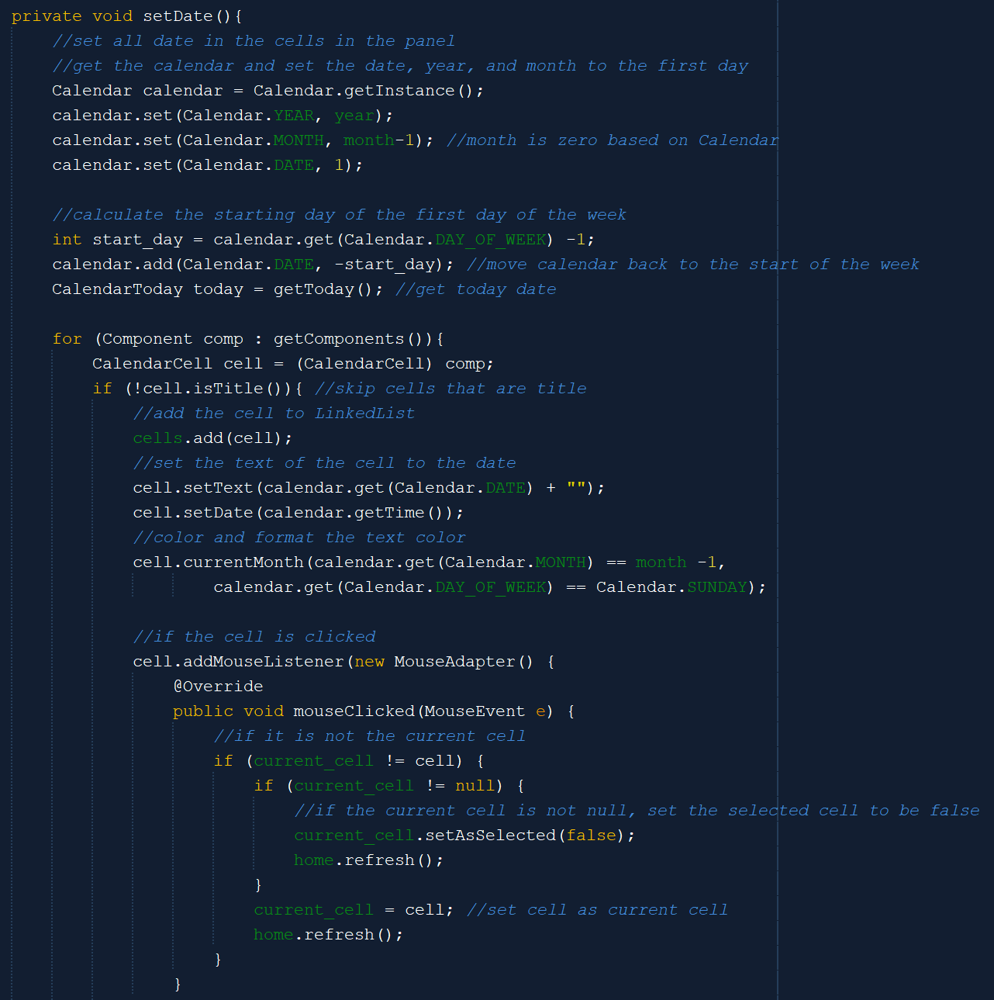 private void setDate(){
    //set all date in the cells in the panel
    //get the calendar and set the date, year, and month to the first day
    Calendar calendar = Calendar.getInstance();
    calendar.set(Calendar.YEAR, year);
    calendar.set(Calendar.MONTH, month-1); //month is zero based on Calendar
    calendar.set(Calendar.DATE, 1);

    //calculate the starting day of the first day of the week
    int start_day = calendar.get(Calendar.DAY_OF_WEEK) -1;
    calendar.add(Calendar.DATE, -start_day); //move calendar back to the start of the week
    CalendarToday today = getToday(); //get today date

    for (Component comp : getComponents()){
        CalendarCell cell = (CalendarCell) comp;
        if (!cell.isTitle()){ //skip cells that are title
            //add the cell to LinkedList
            cells.add(cell);
            //set the text of the cell to the date
            cell.setText(calendar.get(Calendar.DATE) + "");
            cell.setDate(calendar.getTime());
            //color and format the text color
            cell.currentMonth(calendar.get(Calendar.MONTH) == month -1,
                    calendar.get(Calendar.DAY_OF_WEEK) == Calendar.SUNDAY);

            //if the cell is clicked
            cell.addMouseListener(new MouseAdapter() {
                @Override
                public void mouseClicked(MouseEvent e) {
                    //if it is not the current cell
                    if (current_cell != cell) {
                        if (current_cell != null) {
                            //if the current cell is not null, set the selected cell to be false
                            current_cell.setAsSelected(false);
                            home.refresh();
                        }
                        current_cell = cell; //set cell as current cell
                        home.refresh();
                    }
                }